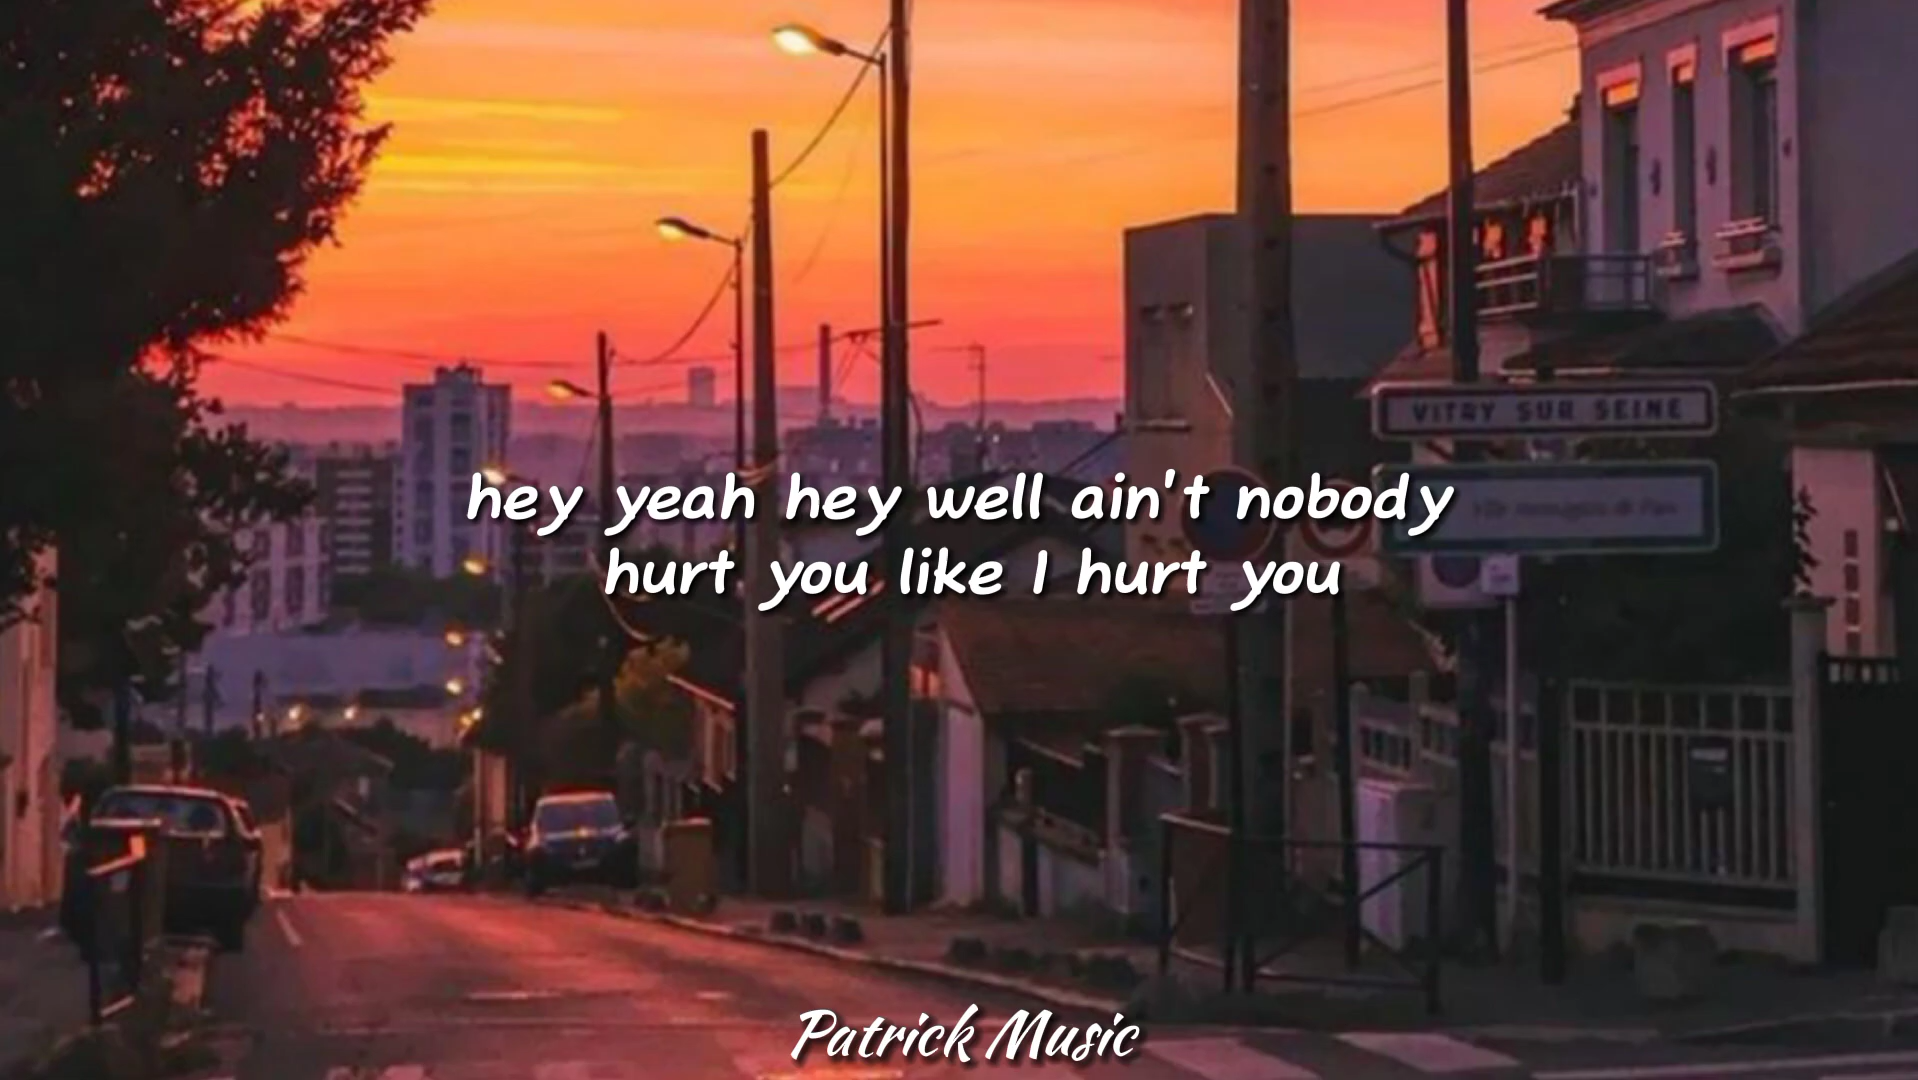 VITRY SUR SEINE
hey yeah hey well ain't nobody
hurt you like I hurt you
Patrick Music